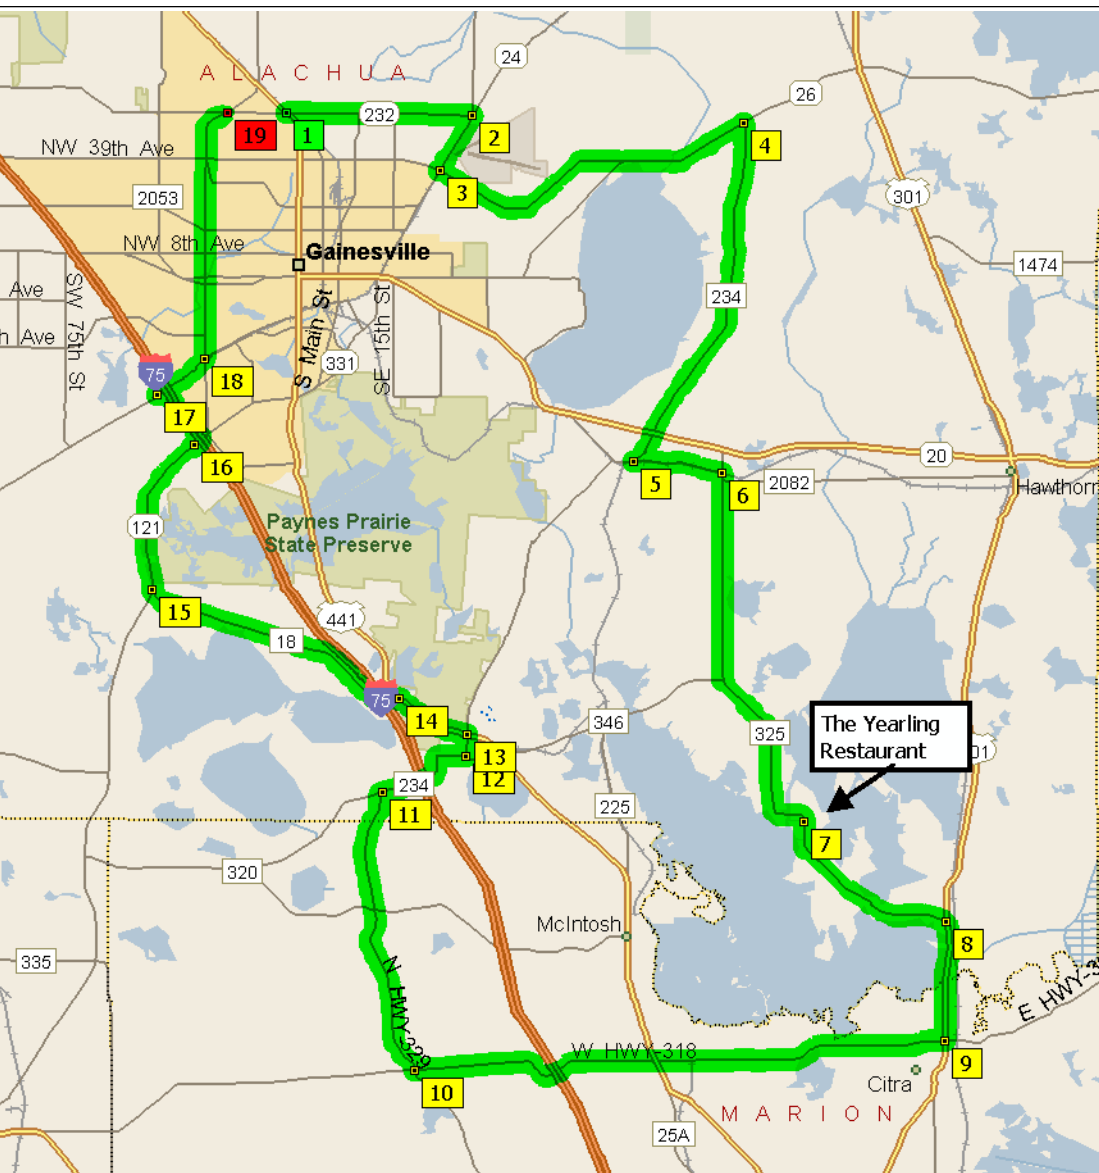 24
A L A C H U A
26
232
19
1
2
4
NW 39th Ave
3
2053
301
NW 8th Ave
Gainesville
1474
Ave
SW 75th St
S Main St
SE 15th St
234
h Ave
331
75
18
17
16
5
6
20
2082
Hawthorn
121
Paynes Prairie
State Preserve
15
441
18
75
14
346
325
The Yearling
Restaurant
01
13
12
234
11
225
7
320
McIntosh
8
335
N HWY-329
E HWY-3
W HWY-318
9
10
Citra
M A R I O N
25A